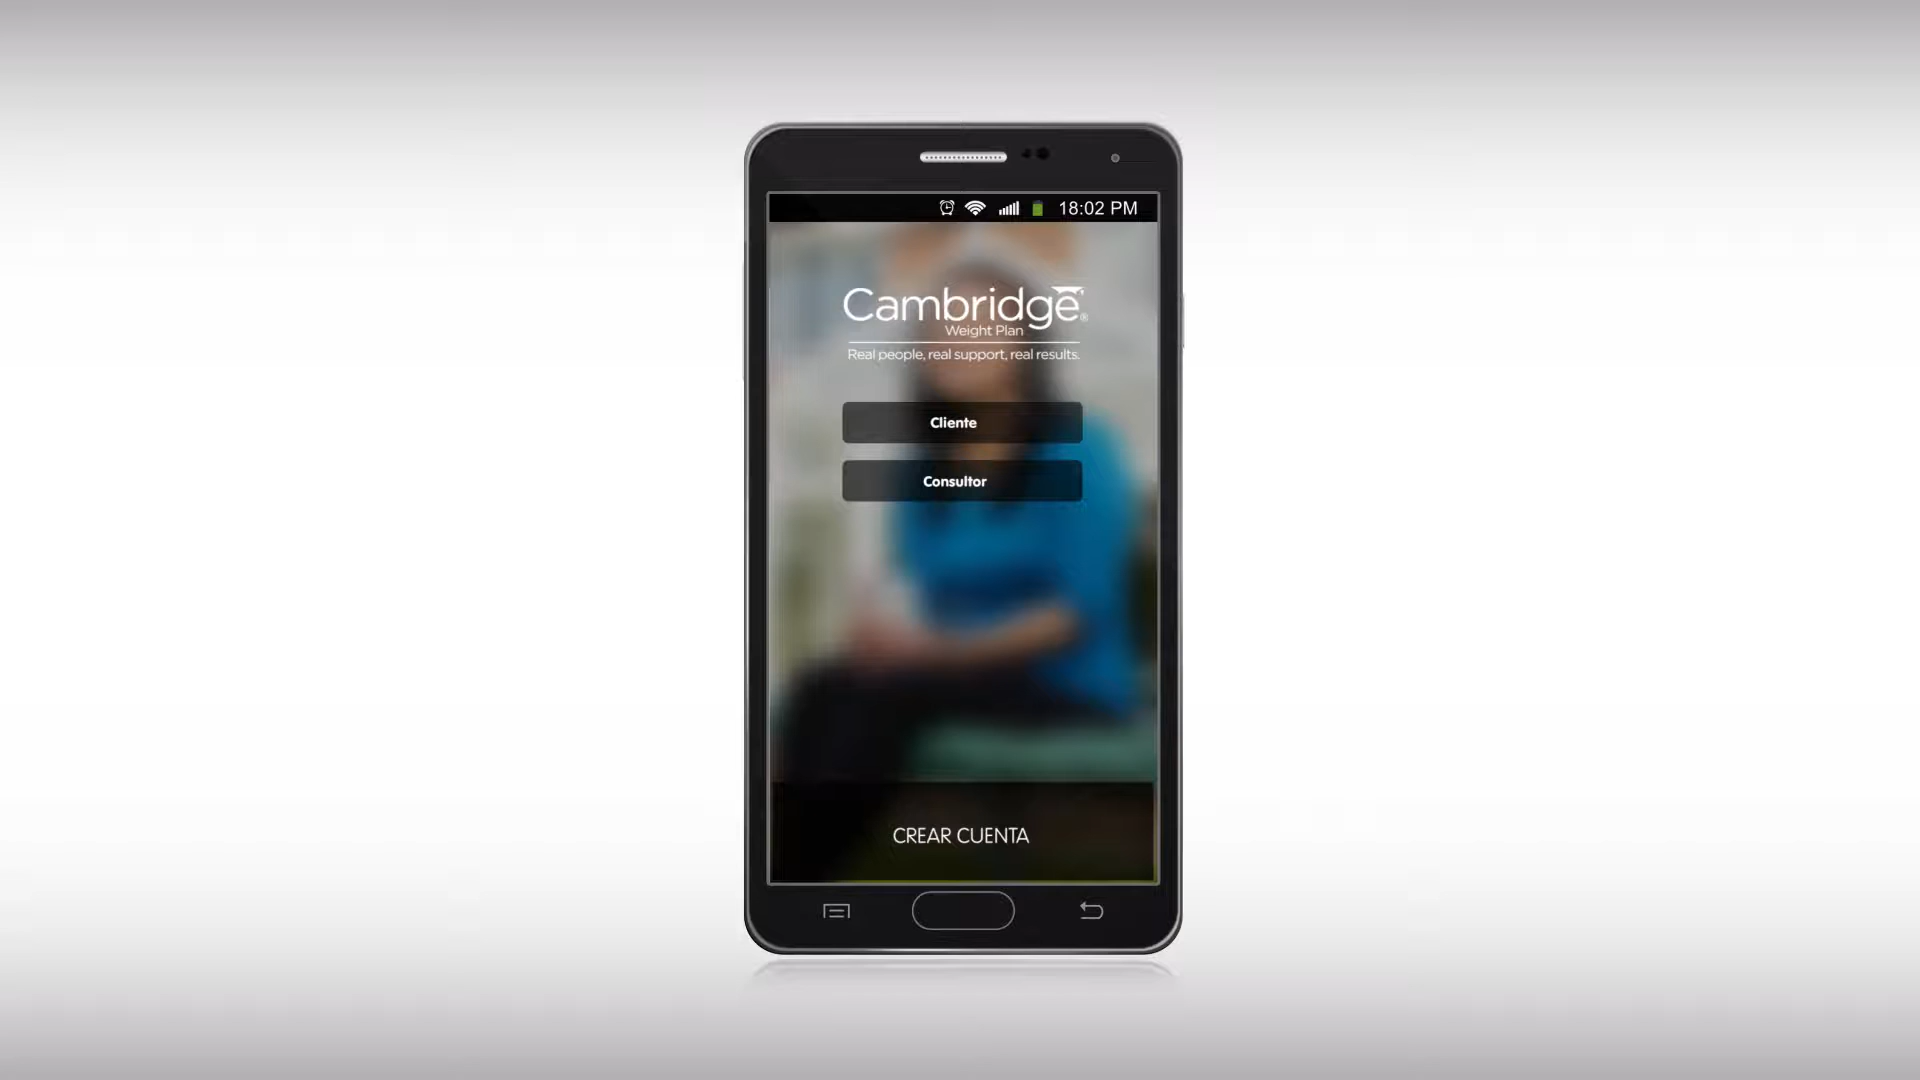 18:02 PM
Cambridge®
Weight Plan
Real people, real support, real results.
Cliente
Consultor
CREAR CUENTA